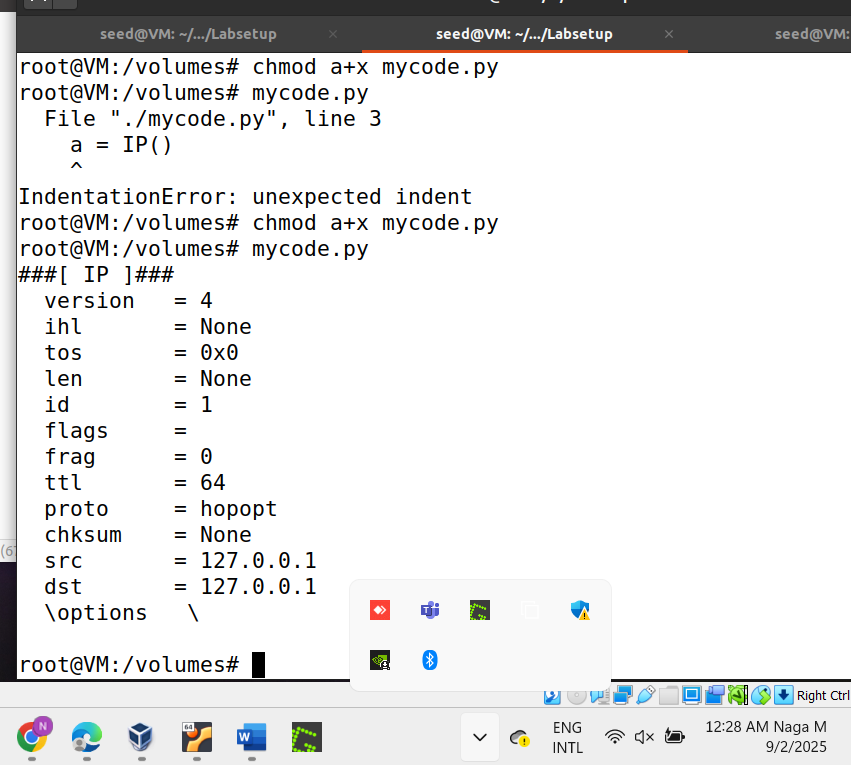 seed@VM: ~/.../Labsetup × seed@VM: ~/.../Labsetup × seed@VM:
root@VM:/volumes# chmod a+x mycode.py
root@VM:/volumes# mycode.py
  File "./mycode.py", line 3
    a = IP()
    ^
IndentationError: unexpected indent
root@VM:/volumes# chmod a+x mycode.py
root@VM:/volumes# mycode.py
###[ IP ]###
  version   = 4
  ihl       = None
  tos       = 0x0
  len       = None
  id        = 1
  flags     =
  frag      = 0
  ttl       = 64
  proto     = hopopt
  chksum    = None
  src       = 127.0.0.1
  dst       = 127.0.0.1
  \options   \
root@VM:/volumes#
Right Ctrl
N
64
W
ENG
INTL
12:28 AM Naga M
9/2/2025